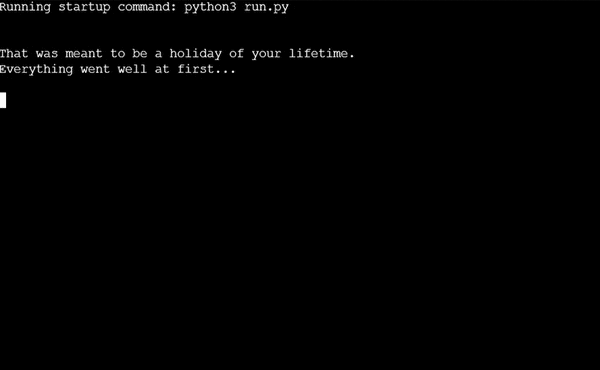 Running startup command: python3 run.py
That was meant to be a holiday of your lifetime.
Everything went well at first...